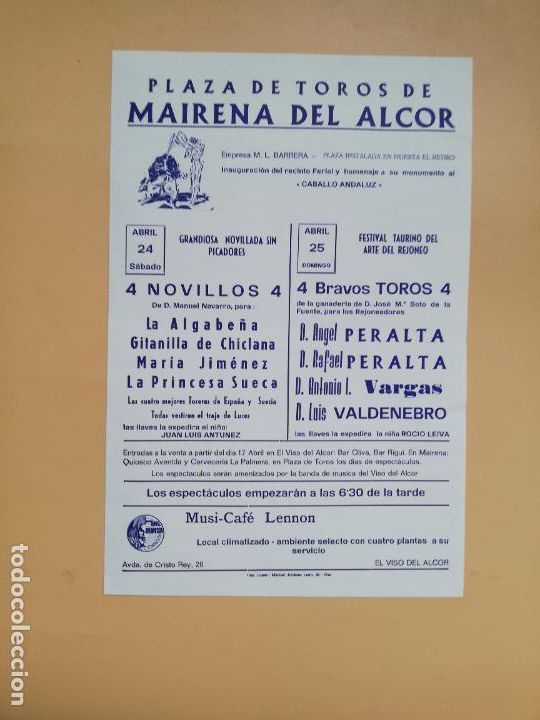 PLAZA DE TOROS DE
MAIRENA DEL ALCOR
Empresa M. L. BARRERA - PLAZA INSTALADA EN HUERTA EL RETIRO
Inauguración del recinto Ferial y homenaje a su monumento al
« CABALLO ANDALUZ »
ABRIL
24
Sábado
GRANDIOSA NOVILLADA SIN
PICADORES
4 NOVILLOS 4
De D. Manuel Navarro, para:
La Algabeña
Gitanilla de Chiclana
María Jiménez
La Princesa Sueca
Las cuatro mejores Toreras de España y Suecia
Todas vestiran el traje de Luces
las llaves la expedira el niño:
JUAN LUIS ANTUNEZ
ABRIL
25
DOMINGO
FESTIVAL TAURINO DEL
ARTE DEL REJONEO
4 Bravos TOROS 4
de la ganadería de D. José M.ª Soto de la
Fuente, para los Rejoneadores
D. Angel PERALTA
D. Rafael PERALTA
D. Antonio I. Vargas
D. Luis VALDENEBRO
las llaves la expedira la niña ROCIO LEIVA
Entradas a la venta a partir del dia 17 Abril en El Viso del Alcor: Bar Oliva, Bar Rigui. En Mairena:
Quiosco Avenida y Cerveceria La Palmera, en Plaza de Toros los dias de espectáculos.
Los espectaculos serán amenizados por la banda de musica del Viso del Alcor
Los espectáculos empezarán a las 6'30 de la tarde
Musi-Café Lennon
Local climatizado - ambiente selecto con cuatro plantas a su
servicio
Avda. de Cristo Rey, 26
EL VISO DEL ALCOR
todocoleccion.net